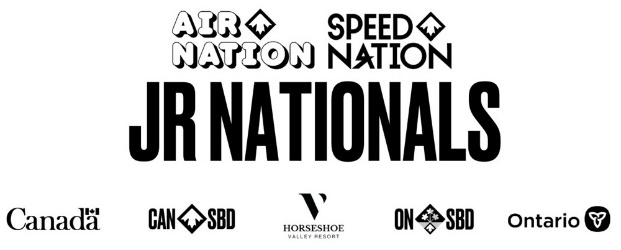 AIR NATION
SPEED NATION
JR NATIONALS
Canada
CAN SBD
HORSESHOE
VALLEY RESORT
ON SBD
Ontario